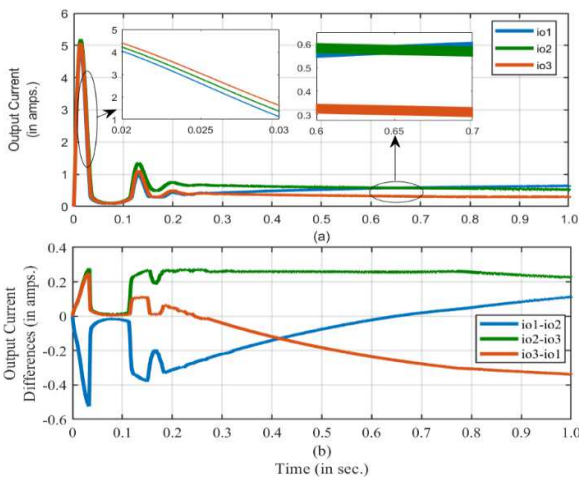 6
5
4
3
2
1
0
Output Current
(in amps.)
5
4
3
2
1
0.02
0.025
0.03
0.6
0.5
0.4
0.3
0.6
0.65
0.7
io1
io2
io3
0 0.1 0.2 0.3 0.4 0.5 0.6 0.7 0.8 0.9 1.0
(a)
0.4
0.2
0
-0.2
-0.4
-0.6
Output Current
Differences (in amps.)
io1-io2
io2-io3
io3-io1
0 0.1 0.2 0.3 0.4 0.5 0.6 0.7 0.8 0.9 1.0
(b)
Time (in sec.)